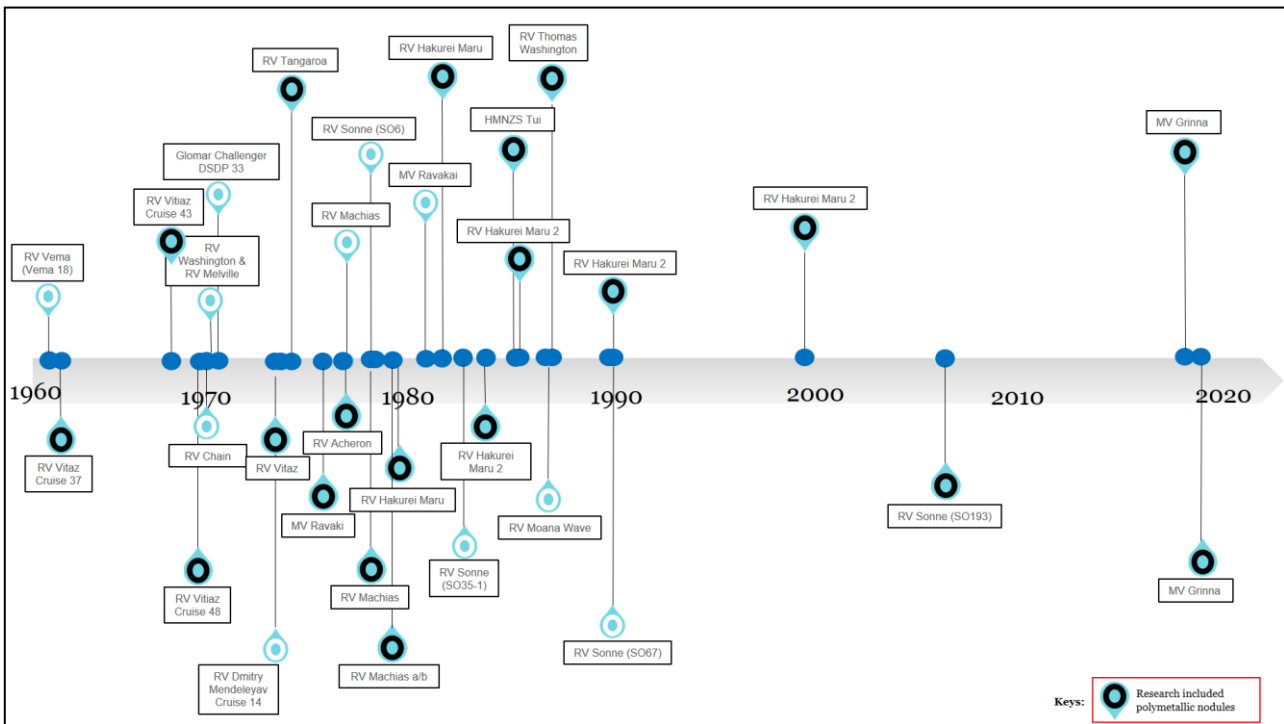 RV Thomas
Washington
RV Hakurei Maru
RV Tangaroa
HMNZS Tui
MV Grinna
RV Sonne (SO6)
Glomar Challenger
DSDP 33
MV Ravakai
RV Vitiaz
Cruise 43
RV Hakurei Maru 2
RV Machias
RV Hakurei Maru 2
RV
Washington &
RV Melville
RV Vema
(Vema 18)
RV Hakurei Maru 2
1960
1970
1980
1990
2000
2010
2020
RV Vitaz
Cruise 37
RV Chain
RV Vitaz
RV Acheron
RV Hakurei
Maru 2
RV Hakurei Maru
MV Ravaki
RV Moana Wave
RV Sonne (SO193)
RV Sonne
(SO35-1)
RV Vitiaz
Cruise 48
RV Machias
MV Grinna
RV Sonne (SO67)
RV Dmitry
Mendeleyav
Cruise 14
RV Machias a/b
Keys:
Research included
polymetallic nodules